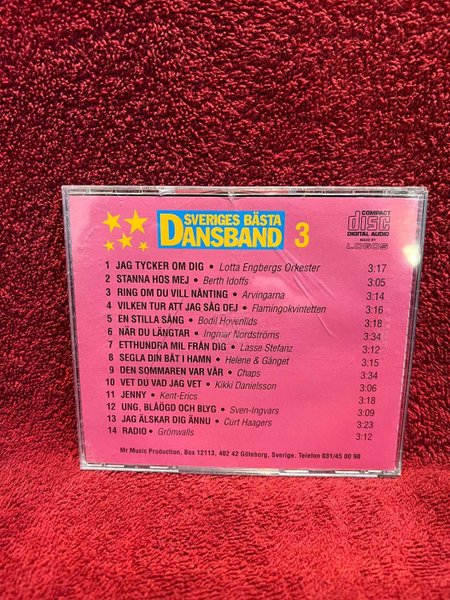 SVERIGES BÄSTA
DANSBAND 3
COMPACT
disc
DIGITAL AUDIO
MADE BY
LOGOS
1 JAG TYCKER OM DIG • Lotta Engbergs Orkester 3:17
2 STANNA HOS MEJ • Berth Idoffs 3:05
3 RING OM DU VILL NÅNTING • Arvingarna 3:14
4 VILKEN TUR ATT JAG SÅG DEJ • Flamingokvintetten 3:16
5 EN STILLA SÅNG • Bodil Hovenlids 3:18
6 NÄR DU LÄNGTAR • Ingmar Nordströms 3:34
7 ETTHUNDRA MIL FRÅN DIG • Lasse Stefanz 3:12
8 SEGLA DIN BÅT I HAMN • Helene & Gänget 3:15
9 DEN SOMMAREN VAR VÅR • Chaps 3:34
10 VET DU VAD JAG VET • Kikki Danielsson 3:06
11 JENNY • Kent-Erics 3:18
12 UNG, BLÅÖGD OCH BLYG • Sven-Ingvars 3:09
13 JAG ÄLSKAR DIG ÄNNU • Curt Haagers 3:23
14 RADIO • Grönwalls 3:12
Mr Music Production, Box 12113, 402 42 Göteborg, Sverige. Telefon 031/45 00 90